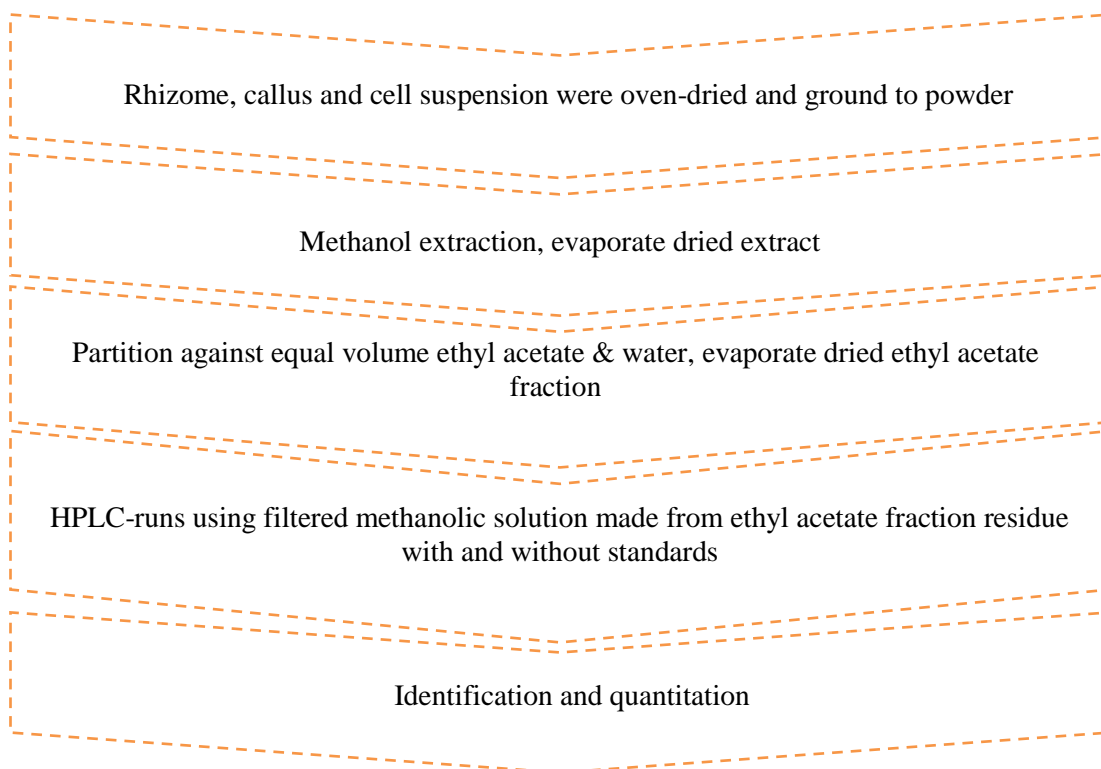 Rhizome, callus and cell suspension were oven-dried and ground to powder
Methanol extraction, evaporate dried extract
Partition against equal volume ethyl acetate & water, evaporate dried ethyl acetate
fraction
HPLC-runs using filtered methanolic solution made from ethyl acetate fraction residue
with and without standards
Identification and quantitation